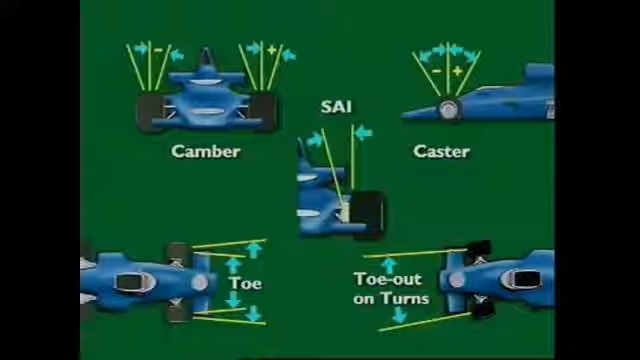 - +
SAI
- +
Camber
Caster
Toe
Toe-out
on Turns